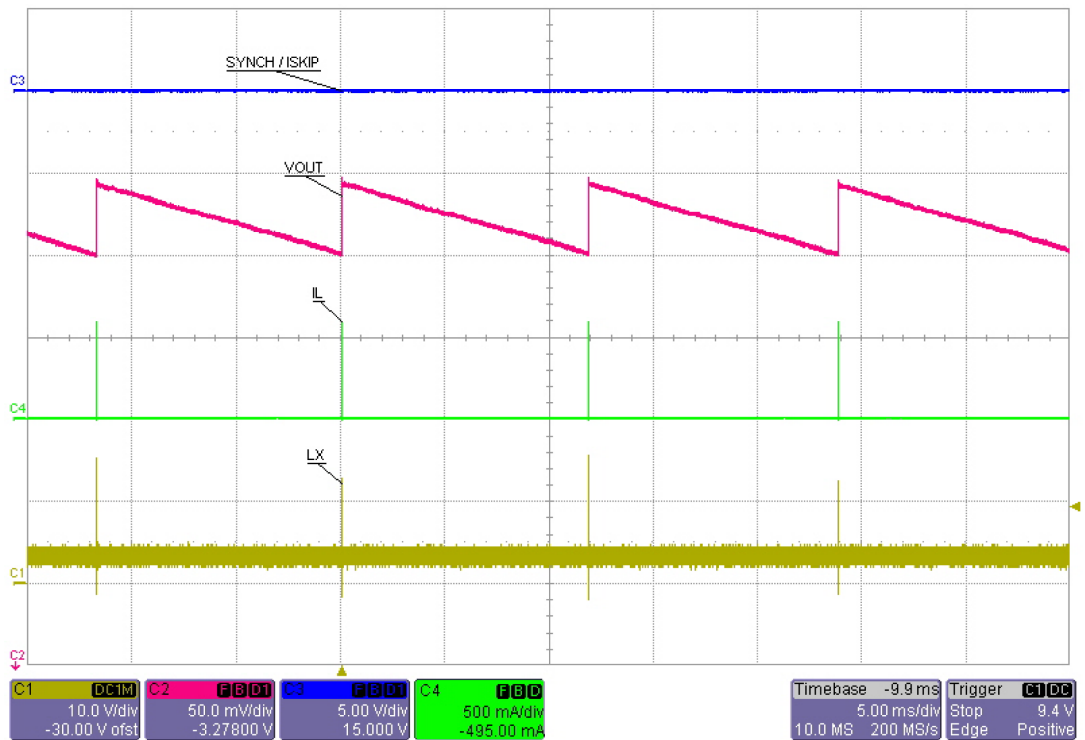 SYNCH / ISKIP
C3
VOUT
IL
C4
LX
C1
C2
C1 DC1M
10.0 V/div
-30.00 V ofst
C2 F B D1
50.0 mV/div
-3.27800 V
C3 F B D1
5.00 V/div
15.000 V
C4 F B D
500 mA/div
-495.00 mA
Timebase -9.9 ms
5.00 ms/div
10.0 MS 200 MS/s
Trigger C1 DC
Stop 9.4 V
Edge Positive